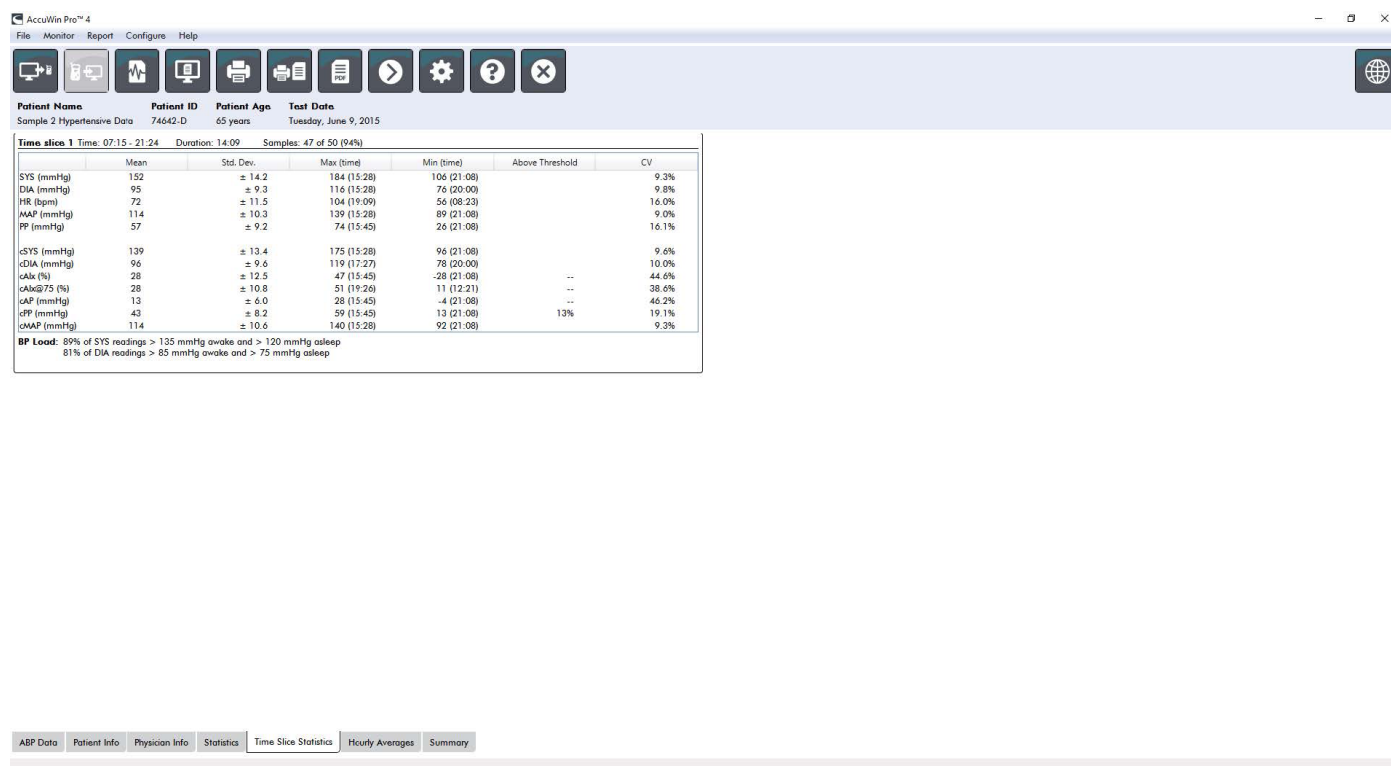 AccuWin Pro™ 4
File Monitor Report Configure Help
PDF
Patient Name Patient ID Patient Age Test Date
Sample 2 Hypertensive Data 74642-D 65 years Tuesday, June 9, 2015
Time slice 1 Time: 07:15 - 21:24 Duration: 14:09 Samples: 47 of 50 (94%)
Mean Std. Dev. Max (time) Min (time) Above Threshold CV
SYS (mmHg) 152 ± 14.2 184 (15:28) 106 (21:08) 9.3%
DIA (mmHg) 95 ± 9.3 116 (15:28) 76 (20:00) 9.8%
HR (bpm) 72 ± 11.5 104 (19:09) 56 (08:23) 16.0%
MAP (mmHg) 114 ± 10.3 139 (15:28) 89 (21:08) 9.0%
PP (mmHg) 57 ± 9.2 74 (15:45) 26 (21:08) 16.1%
cSYS (mmHg) 139 ± 13.4 175 (15:28) 96 (21:08) 9.6%
cDIA (mmHg) 96 ± 9.6 119 (17:27) 78 (20:00) 10.0%
cAIx (%) 28 ± 12.5 47 (15:45) -28 (21:08) -- 44.6%
cAIx@75 (%) 28 ± 10.8 51 (19:26) 11 (12:21) -- 38.6%
cAP (mmHg) 13 ± 6.0 28 (15:45) -4 (21:08) -- 46.2%
cPP (mmHg) 43 ± 8.2 59 (15:45) 13 (21:08) 13% 19.1%
cMAP (mmHg) 114 ± 10.6 140 (15:28) 92 (21:08) 9.3%
BP Load: 89% of SYS readings > 135 mmHg awake and > 120 mmHg asleep
81% of DIA readings > 85 mmHg awake and > 75 mmHg asleep
ABP Data Patient Info Physician Info Statistics Time Slice Statistics Hourly Averages Summary